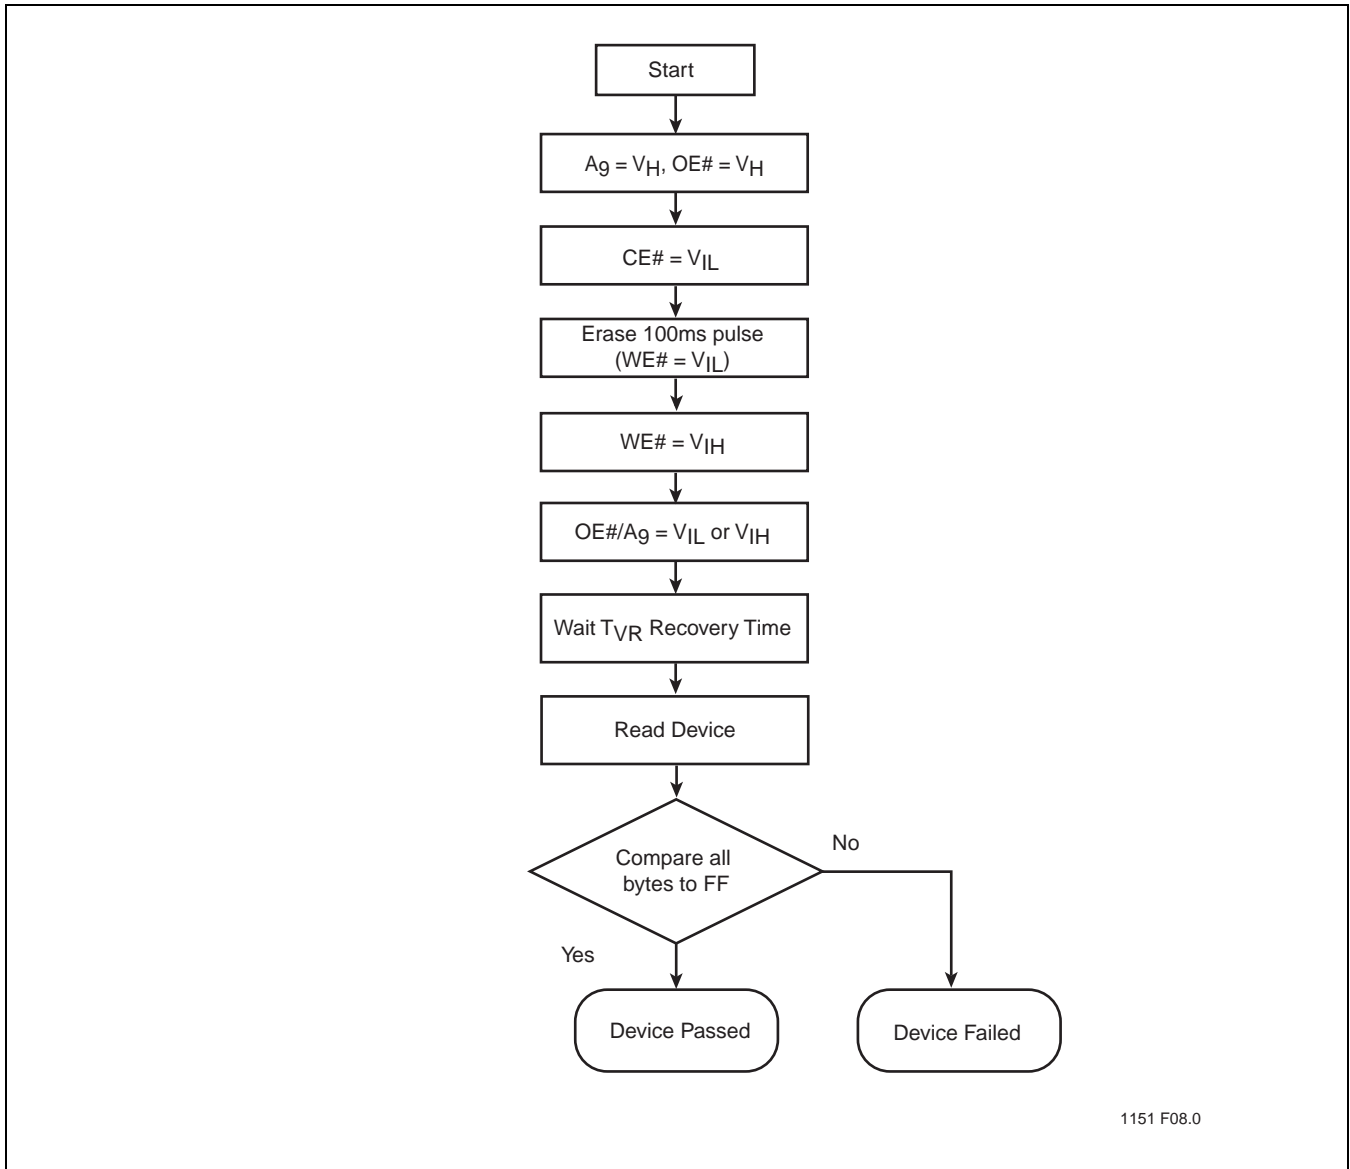 Start
A9 = VH, OE# = VH
CE# = VIL
Erase 100ms pulse
(WE# = VIL)
WE# = VIH
OE#/A9 = VIL or VIH
Wait TVR Recovery Time
Read Device
Compare all
bytes to FF
No
Yes
Device Passed
Device Failed
1151 F08.0